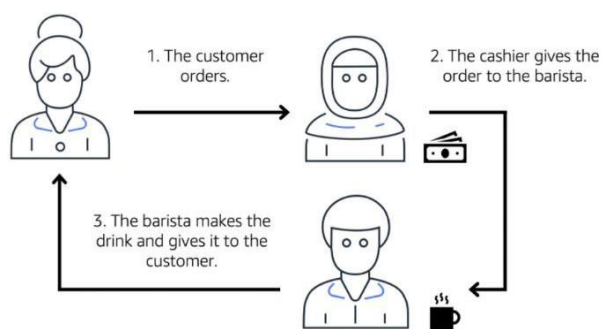 1. The customer
orders.
2. The cashier gives the
order to the barista.
3. The barista makes the
drink and gives it to the
customer.